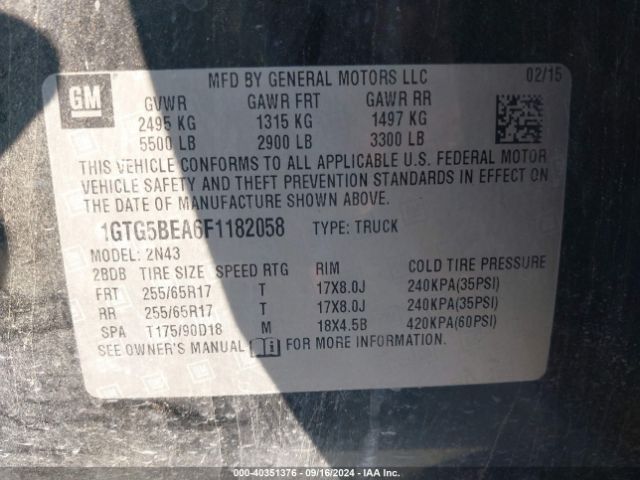 GM
MFD BY GENERAL MOTORS LLC 02/15
GVWR GAWR FRT GAWR RR
2495 KG 1315 KG 1497 KG
5500 LB 2900 LB 3300 LB
THIS VEHICLE CONFORMS TO ALL APPLICABLE U.S. FEDERAL MOTOR
VEHICLE SAFETY AND THEFT PREVENTION STANDARDS IN EFFECT ON
THE DATE OF MANUFACTURE SHOWN ABOVE.
1GTG5BEA6F1182058 TYPE: TRUCK
MODEL: 2N43
2BDB TIRE SIZE SPEED RTG RIM COLD TIRE PRESSURE
FRT 255/65R17 T 17X8.0J 240KPA(35PSI)
RR 255/65R17 T 17X8.0J 240KPA(35PSI)
SPA T175/90D18 M 18X4.5B 420KPA(60PSI)
SEE OWNER'S MANUAL FOR MORE INFORMATION.
000-40351376 - 09/16/2024 - IAA Inc.